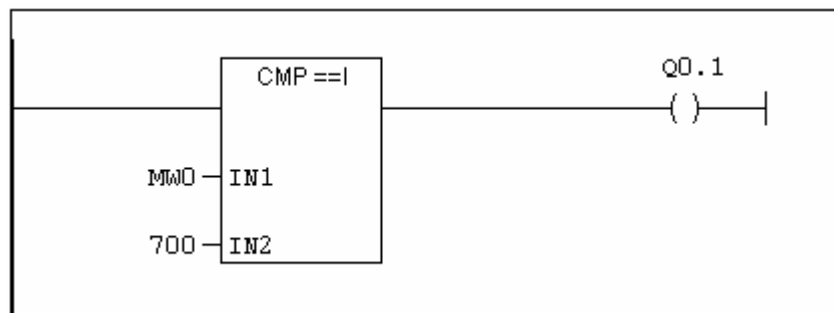 CMP ==I
Q0.1
MW0
IN1
700
IN2